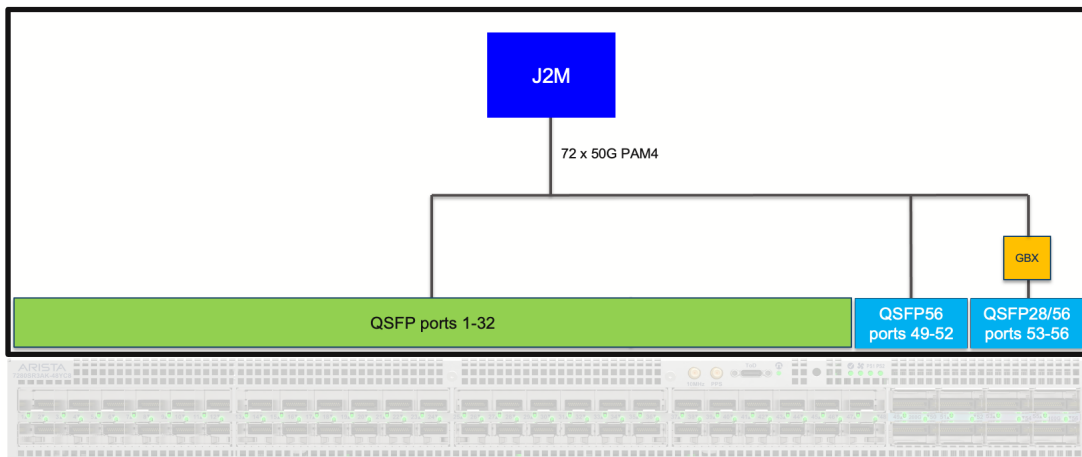 J2M
72 x 50G PAM4
GBX
QSFP ports 1-32
QSFP56
ports 49-52
QSFP28/56
ports 53-56
ARISTA